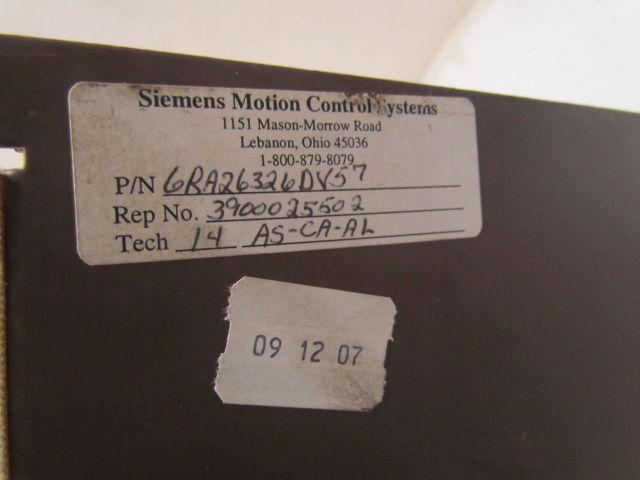 Siemens Motion Control Systems
1151 Mason-Morrow Road
Lebanon, Ohio 45036
1-800-879-8079
P/N 6RA26326DV57
Rep No. 3900025502
Tech 14 AS-CA-AL
09 12 07